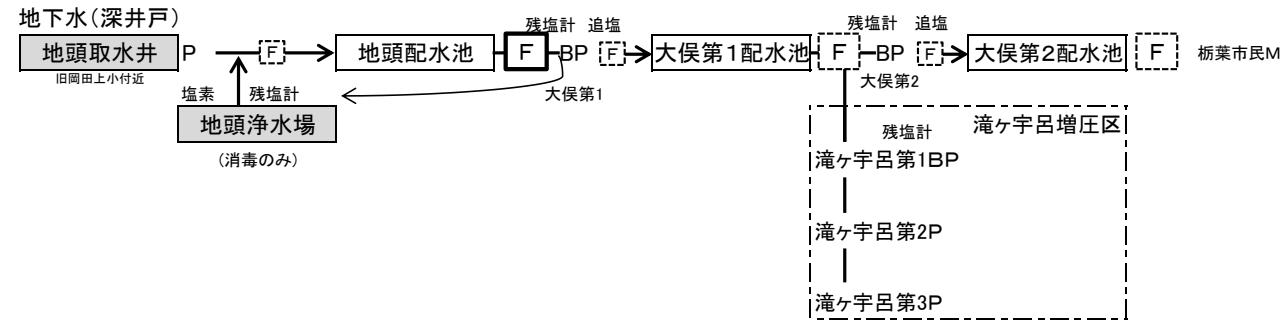 地下水(深井戸)
地頭取水井 P F 地頭配水池 F BP F 大俣第1配水池 F BP F 大俣第2配水池 F 栃葉市民M
残塩計 追塩
残塩計 追塩
旧岡田上小付近
大俣第1
大俣第2
塩素 残塩計
地頭浄水場
(消毒のみ)
滝ヶ宇呂増圧区
残塩計
滝ヶ宇呂第1BP
滝ヶ宇呂第2P
滝ヶ宇呂第3P